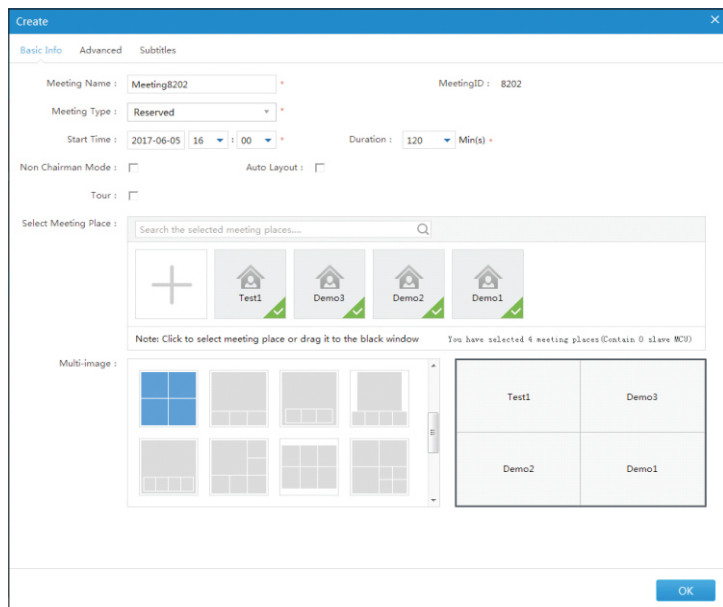 Create
Basic Info Advanced Subtitles
Meeting Name : Meeting8202 * MeetingID : 8202
Meeting Type : Reserved *
Start Time : 2017-06-05 16 : 00 * Duration : 120 Min(s) *
Non Chairman Mode : Auto Layout :
Tour :
Select Meeting Place : Search the selected meeting places....
Test1 Demo3 Demo2 Demo1
Note: Click to select meeting place or drag it to the black window You have selected 4 meeting places(Contain 0 slave MCU)
Multi-image :
Test1 Demo3
Demo2 Demo1
OK